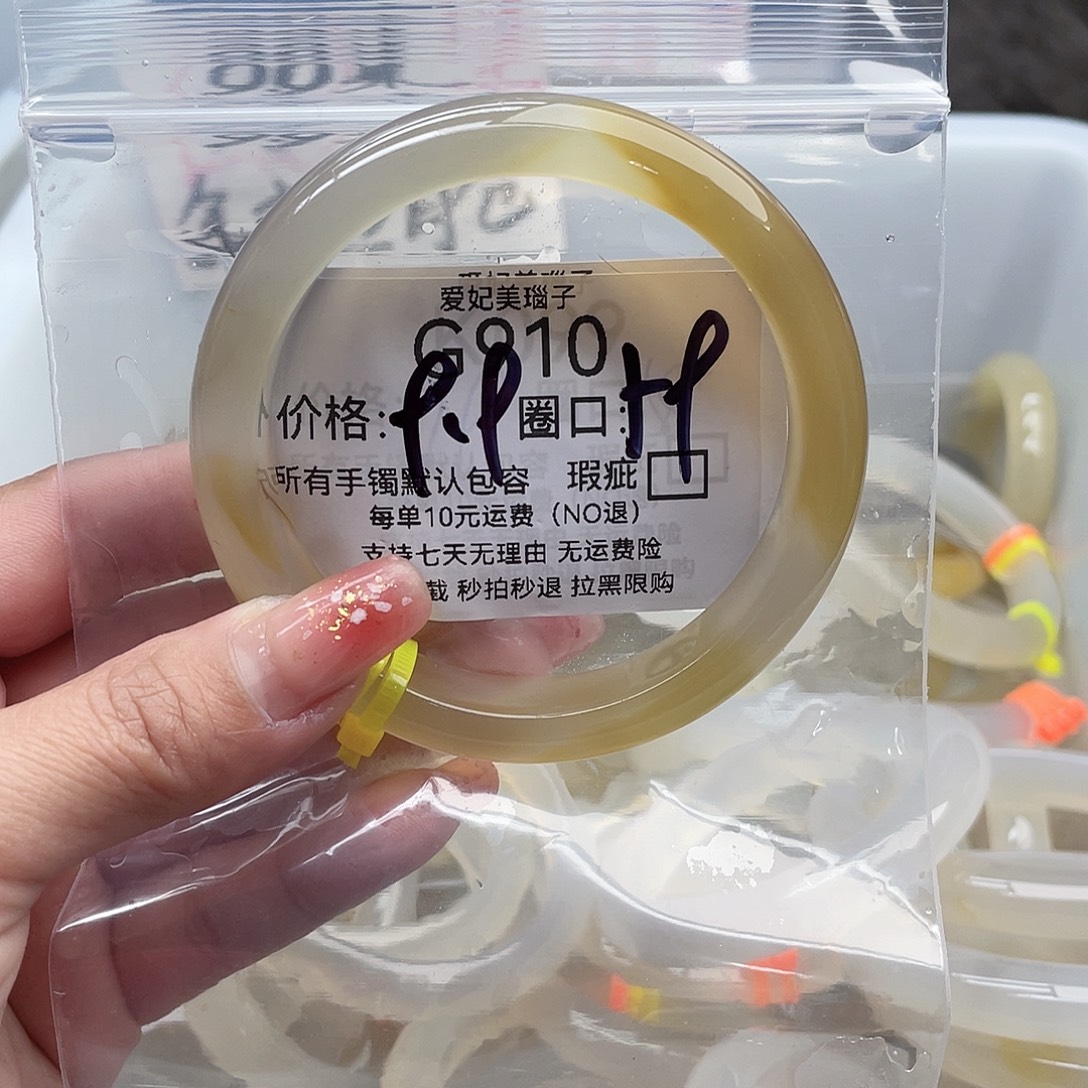 爱妃美瑙子
G910
价格:
圈口:
所有手镯默认包容 瑕疵
每单10元运费（NO退）
支持七天无理由 无运费险
截 秒拍秒退 拉黑限购